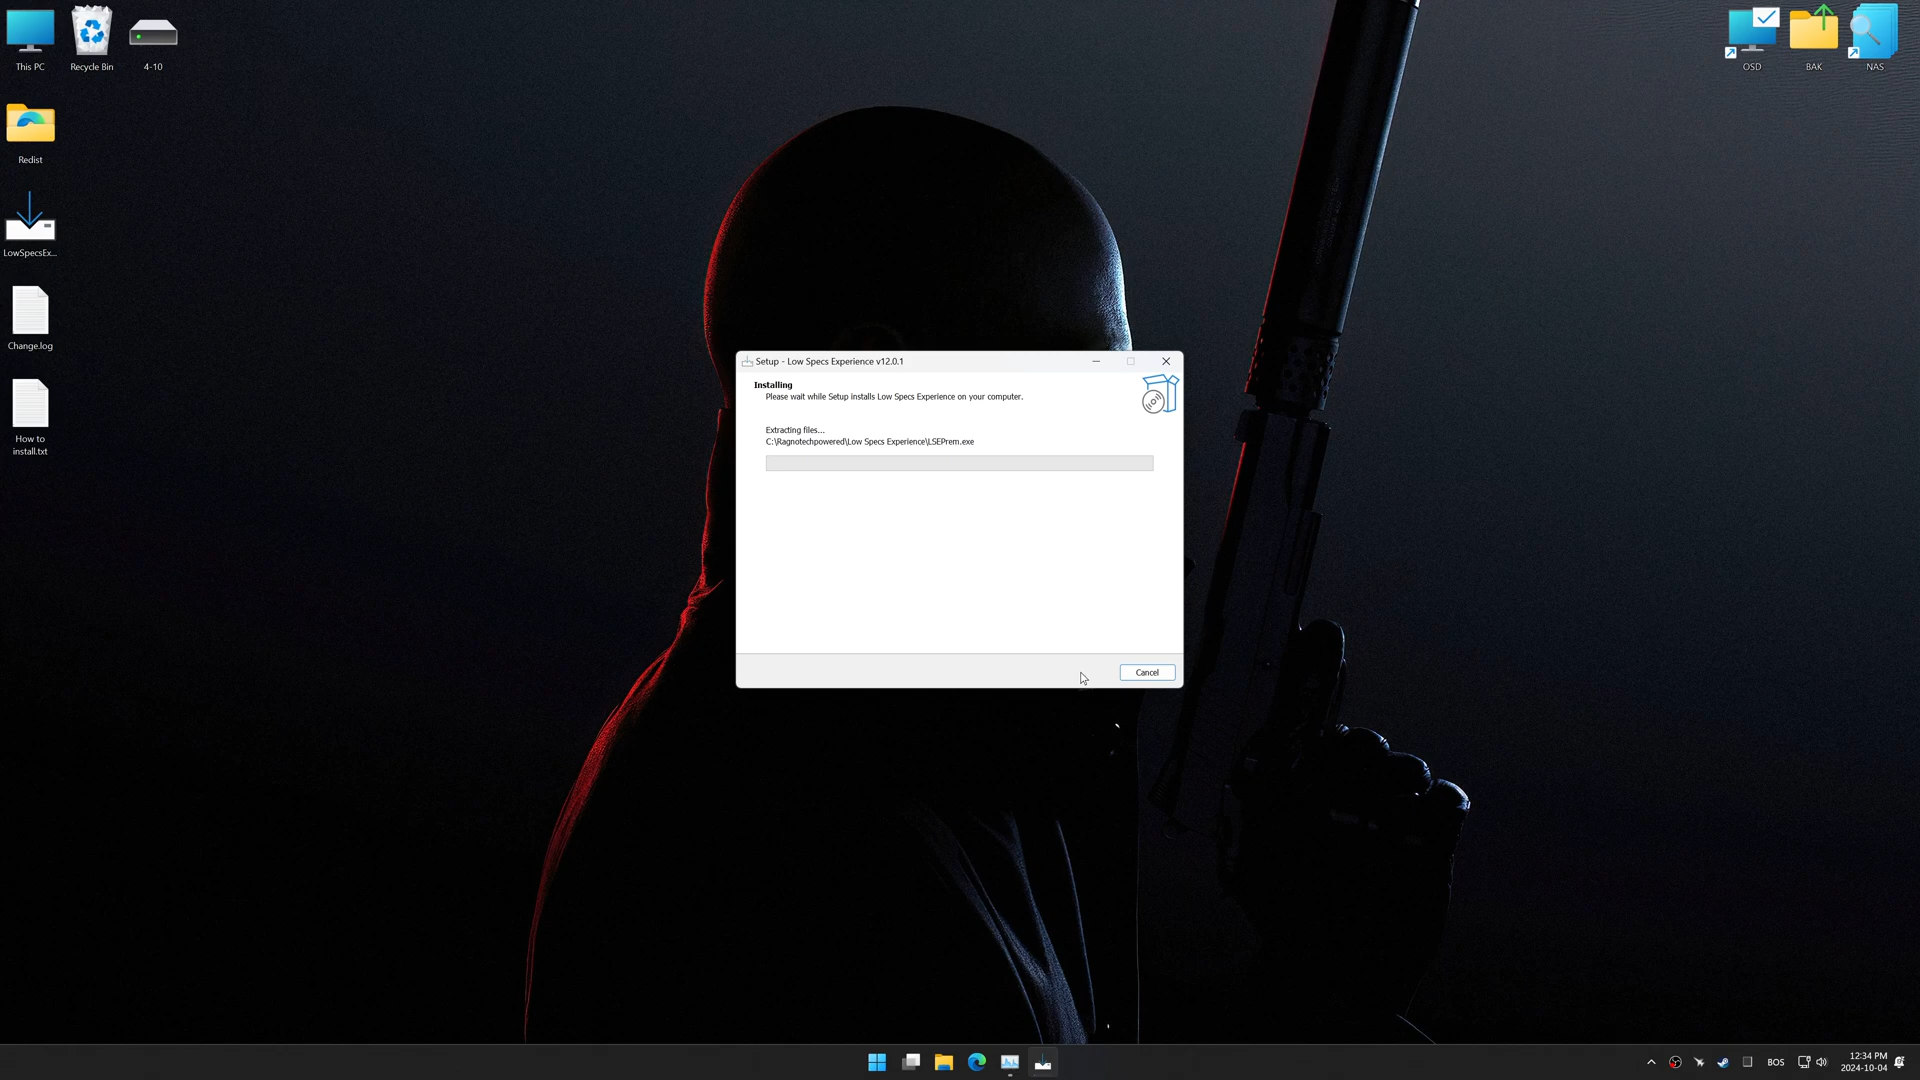 This PC
Recycle Bin
4-10
OSD
BAK
NAS
Redist
LowSpecsEx...
Change.log
How to
install.txt
Setup - Low Specs Experience v12.0.1
Installing
Please wait while Setup installs Low Specs Experience on your computer.
Extracting files...
C:\Ragnotechpowered\Low Specs Experience\LSEPrem.exe
Cancel
BOS
12:34 PM
2024-10-04